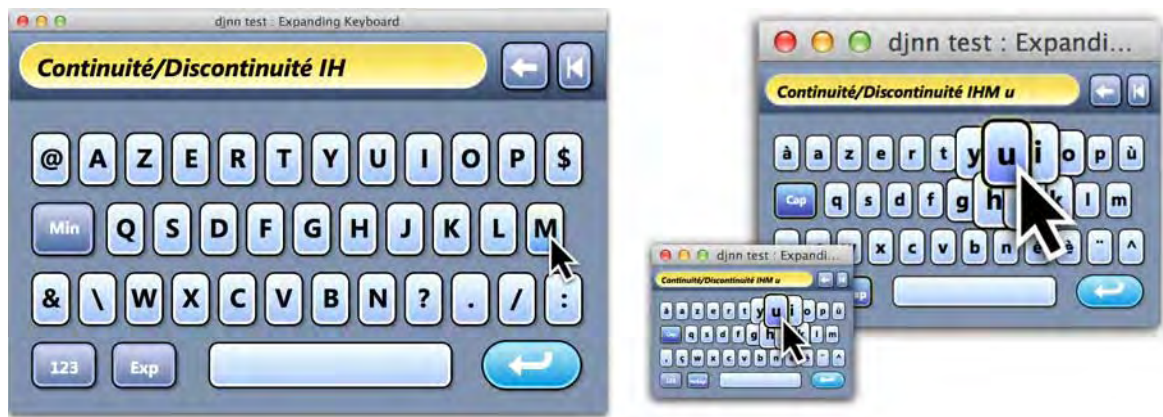 djnn test : Expanding Keyboard
Continuité/Discontinuité IH
@ A Z E R T Y U I O P $
Min Q S D F G H J K L M
& \ W X C V B N ? . / :
123 Exp
djnn test : Expandi...
Continuité/Discontinuité IHM u
à a z e r t y u i o p ù
Cap q s d f g h k l m
x c v b n è ¨ ^
djnn test : Expandi...
Continuité/Discontinuité IHM u
à a z e r t y u i o p ù
q s d f g h k l m
, ç w x c v b n ¨ ^
123